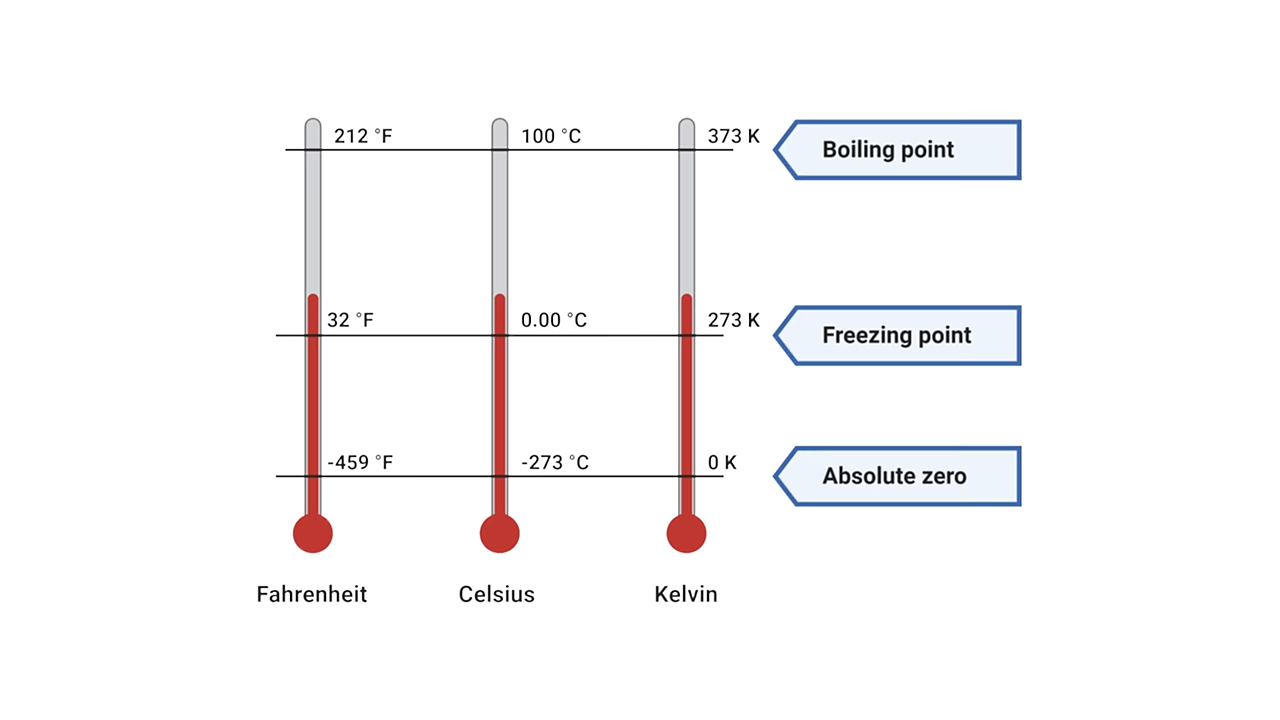 212 °F 100 °C 373 K Boiling point
32 °F 0.00 °C 273 K Freezing point
-459 °F -273 °C 0 K Absolute zero
Fahrenheit Celsius Kelvin